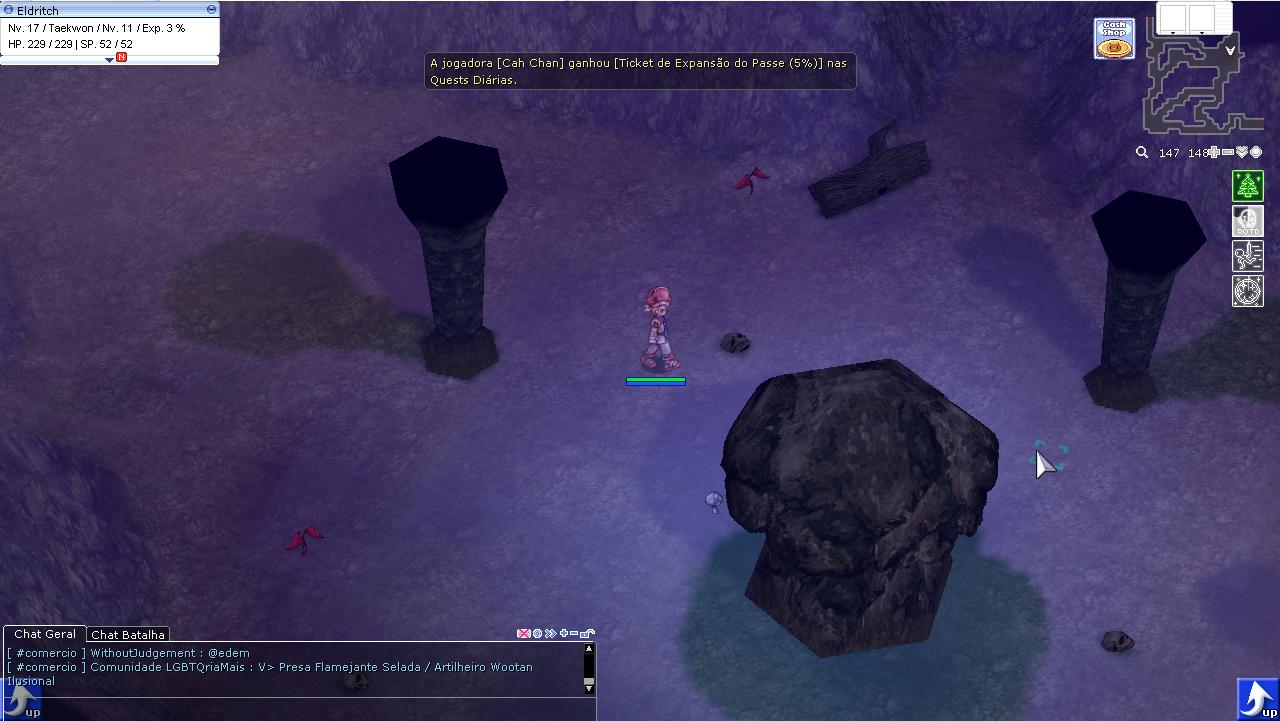 Eldritch
Nv. 17 / Taekwon / Nv. 11 / Exp. 3 %
HP. 229 / 229 | SP. 52 / 52
N
A jogadora [Cah Chan] ganhou [Ticket de Expansão do Passe (5%)] nas
Quests Diárias.
Cash
Shop
147 148
ROTD
Chat Geral
Chat Batalha
[ #comercio ] WithoutJudgement : @edem
[ #comercio ] Comunidade LGBTQriaMais : V> Presa Flamejante Selada / Artilheiro Wootan
Ilusional
up
up